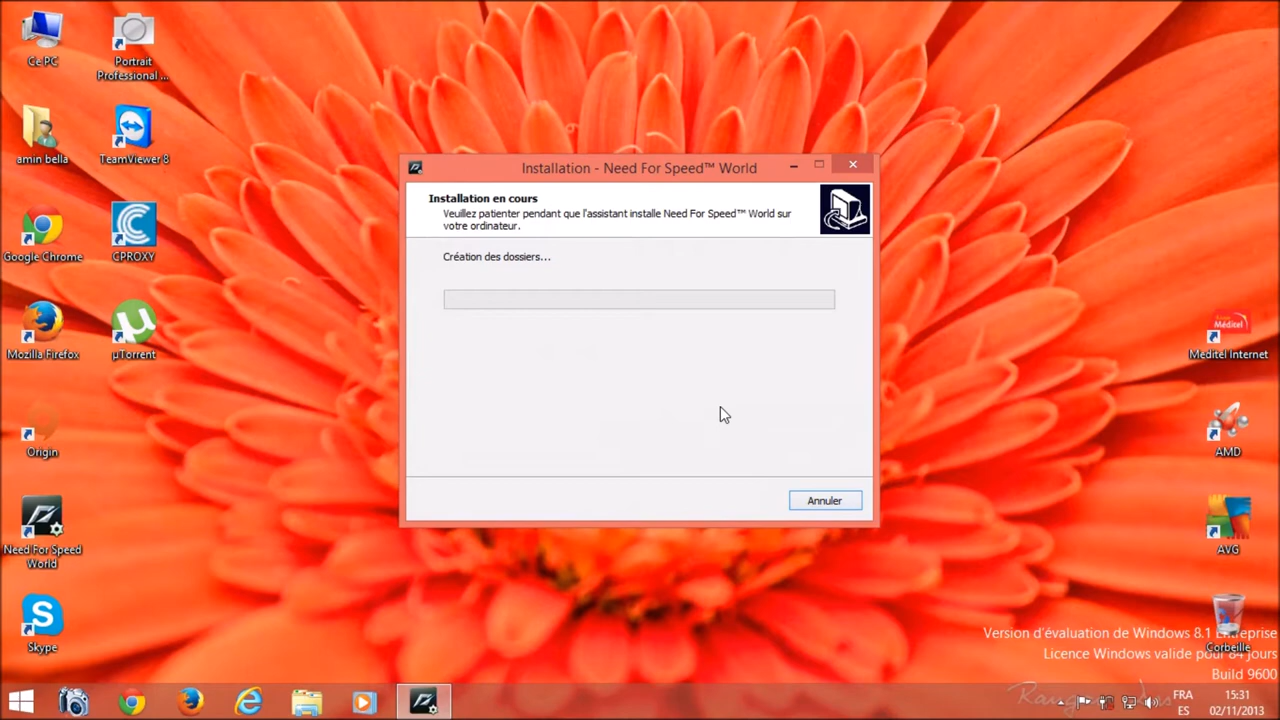 Ce PC
Portrait
Professional ...
amin bella
TeamViewer 8
Google Chrome
CPROXY
Mozilla Firefox
µTorrent
Origin
Need For Speed
World
Skype
Installation - Need For Speed™ World
Installation en cours
Veuillez patienter pendant que l'assistant installe Need For Speed™ World sur
votre ordinateur.
Création des dossiers...
Annuler
Méditel
Meditel Internet
AMD
AVG
Corbeille
Version d'évaluation de Windows 8.1 Entreprise
Licence Windows valide pour 84 jours
Build 9600
FRA
ES
15:31
02/11/2013